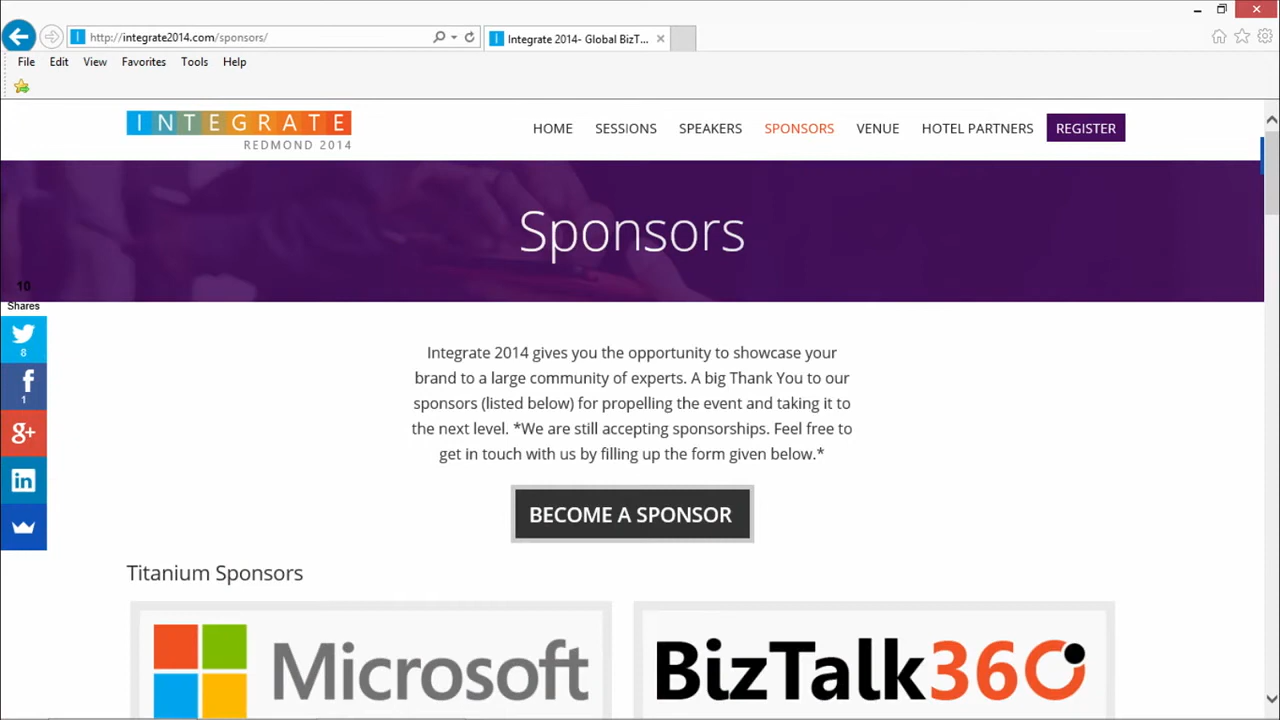 http://integrate2014.com/sponsors/
Integrate 2014- Global BizT...
File Edit View Favorites Tools Help
INTEGRATE
REDMOND 2014
HOME SESSIONS SPEAKERS SPONSORS VENUE HOTEL PARTNERS REGISTER
Sponsors
10
Shares
8
1
g+
in
Integrate 2014 gives you the opportunity to showcase your
brand to a large community of experts. A big Thank You to our
sponsors (listed below) for propelling the event and taking it to
the next level. *We are still accepting sponsorships. Feel free to
get in touch with us by filling up the form given below.*
BECOME A SPONSOR
Titanium Sponsors
Microsoft
BizTalk360